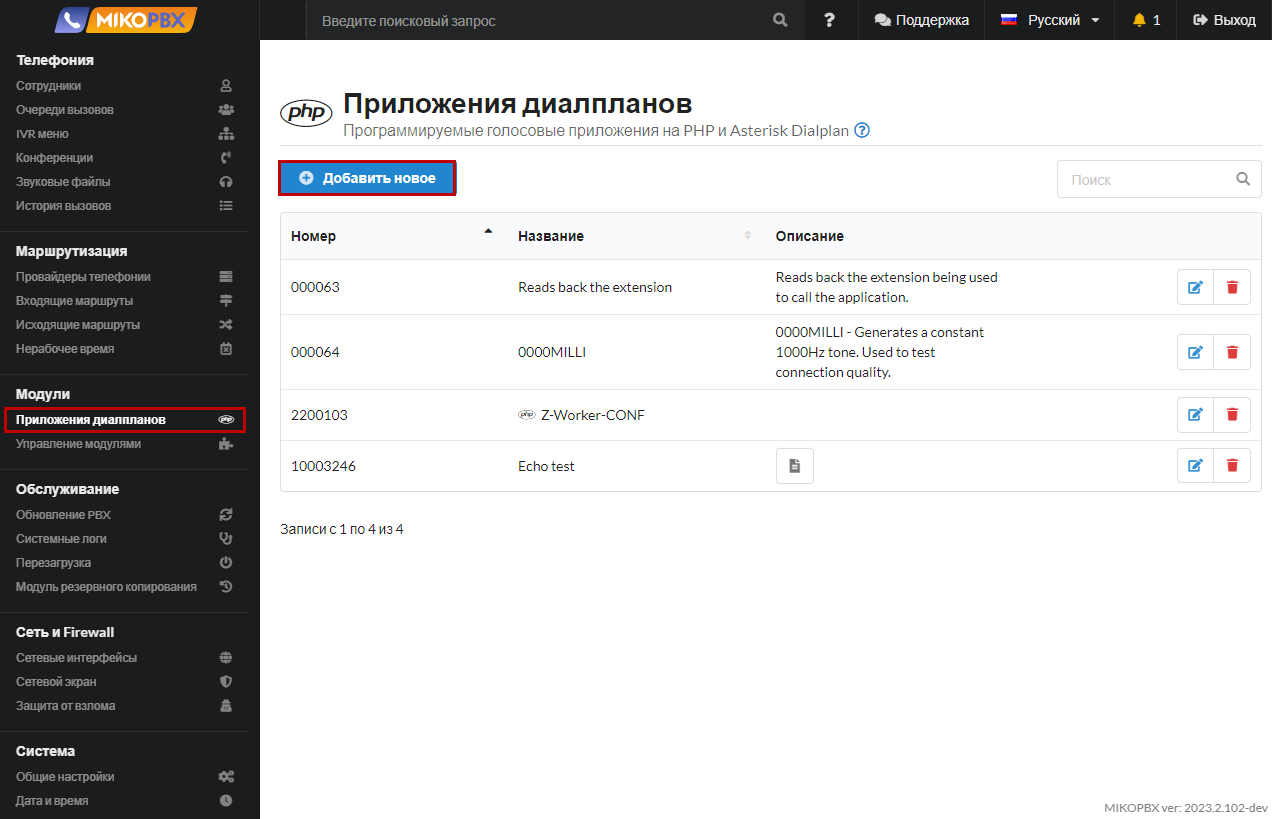 MIKOPBX
Введите поисковый запрос
?
Поддержка
Русский
1
Выход
Телефония
Сотрудники
Очереди вызовов
IVR меню
Конференции
Звуковые файлы
История вызовов
Маршрутизация
Провайдеры телефонии
Входящие маршруты
Исходящие маршруты
Нерабочее время
Модули
Приложения диалпланов php
Управление модулями
Обслуживание
Обновление PBX
Системные логи
Перезагрузка
Модуль резервного копирования
Сеть и Firewall
Сетевые интерфейсы
Сетевой экран
Защита от взлома
Система
Общие настройки
Дата и время
php
Приложения диалпланов
Программируемые голосовые приложения на PHP и Asterisk Dialplan ?
Добавить новое
Поиск
Номер Название Описание
000063 Reads back the extension Reads back the extension being used
to call the application.
000064 0000MILLI 0000MILLI - Generates a constant
1000Hz tone. Used to test
connection quality.
2200103 php Z-Worker-CONF
10003246 Echo test
Записи с 1 по 4 из 4
MIKOPBX ver: 2023.2.102-dev